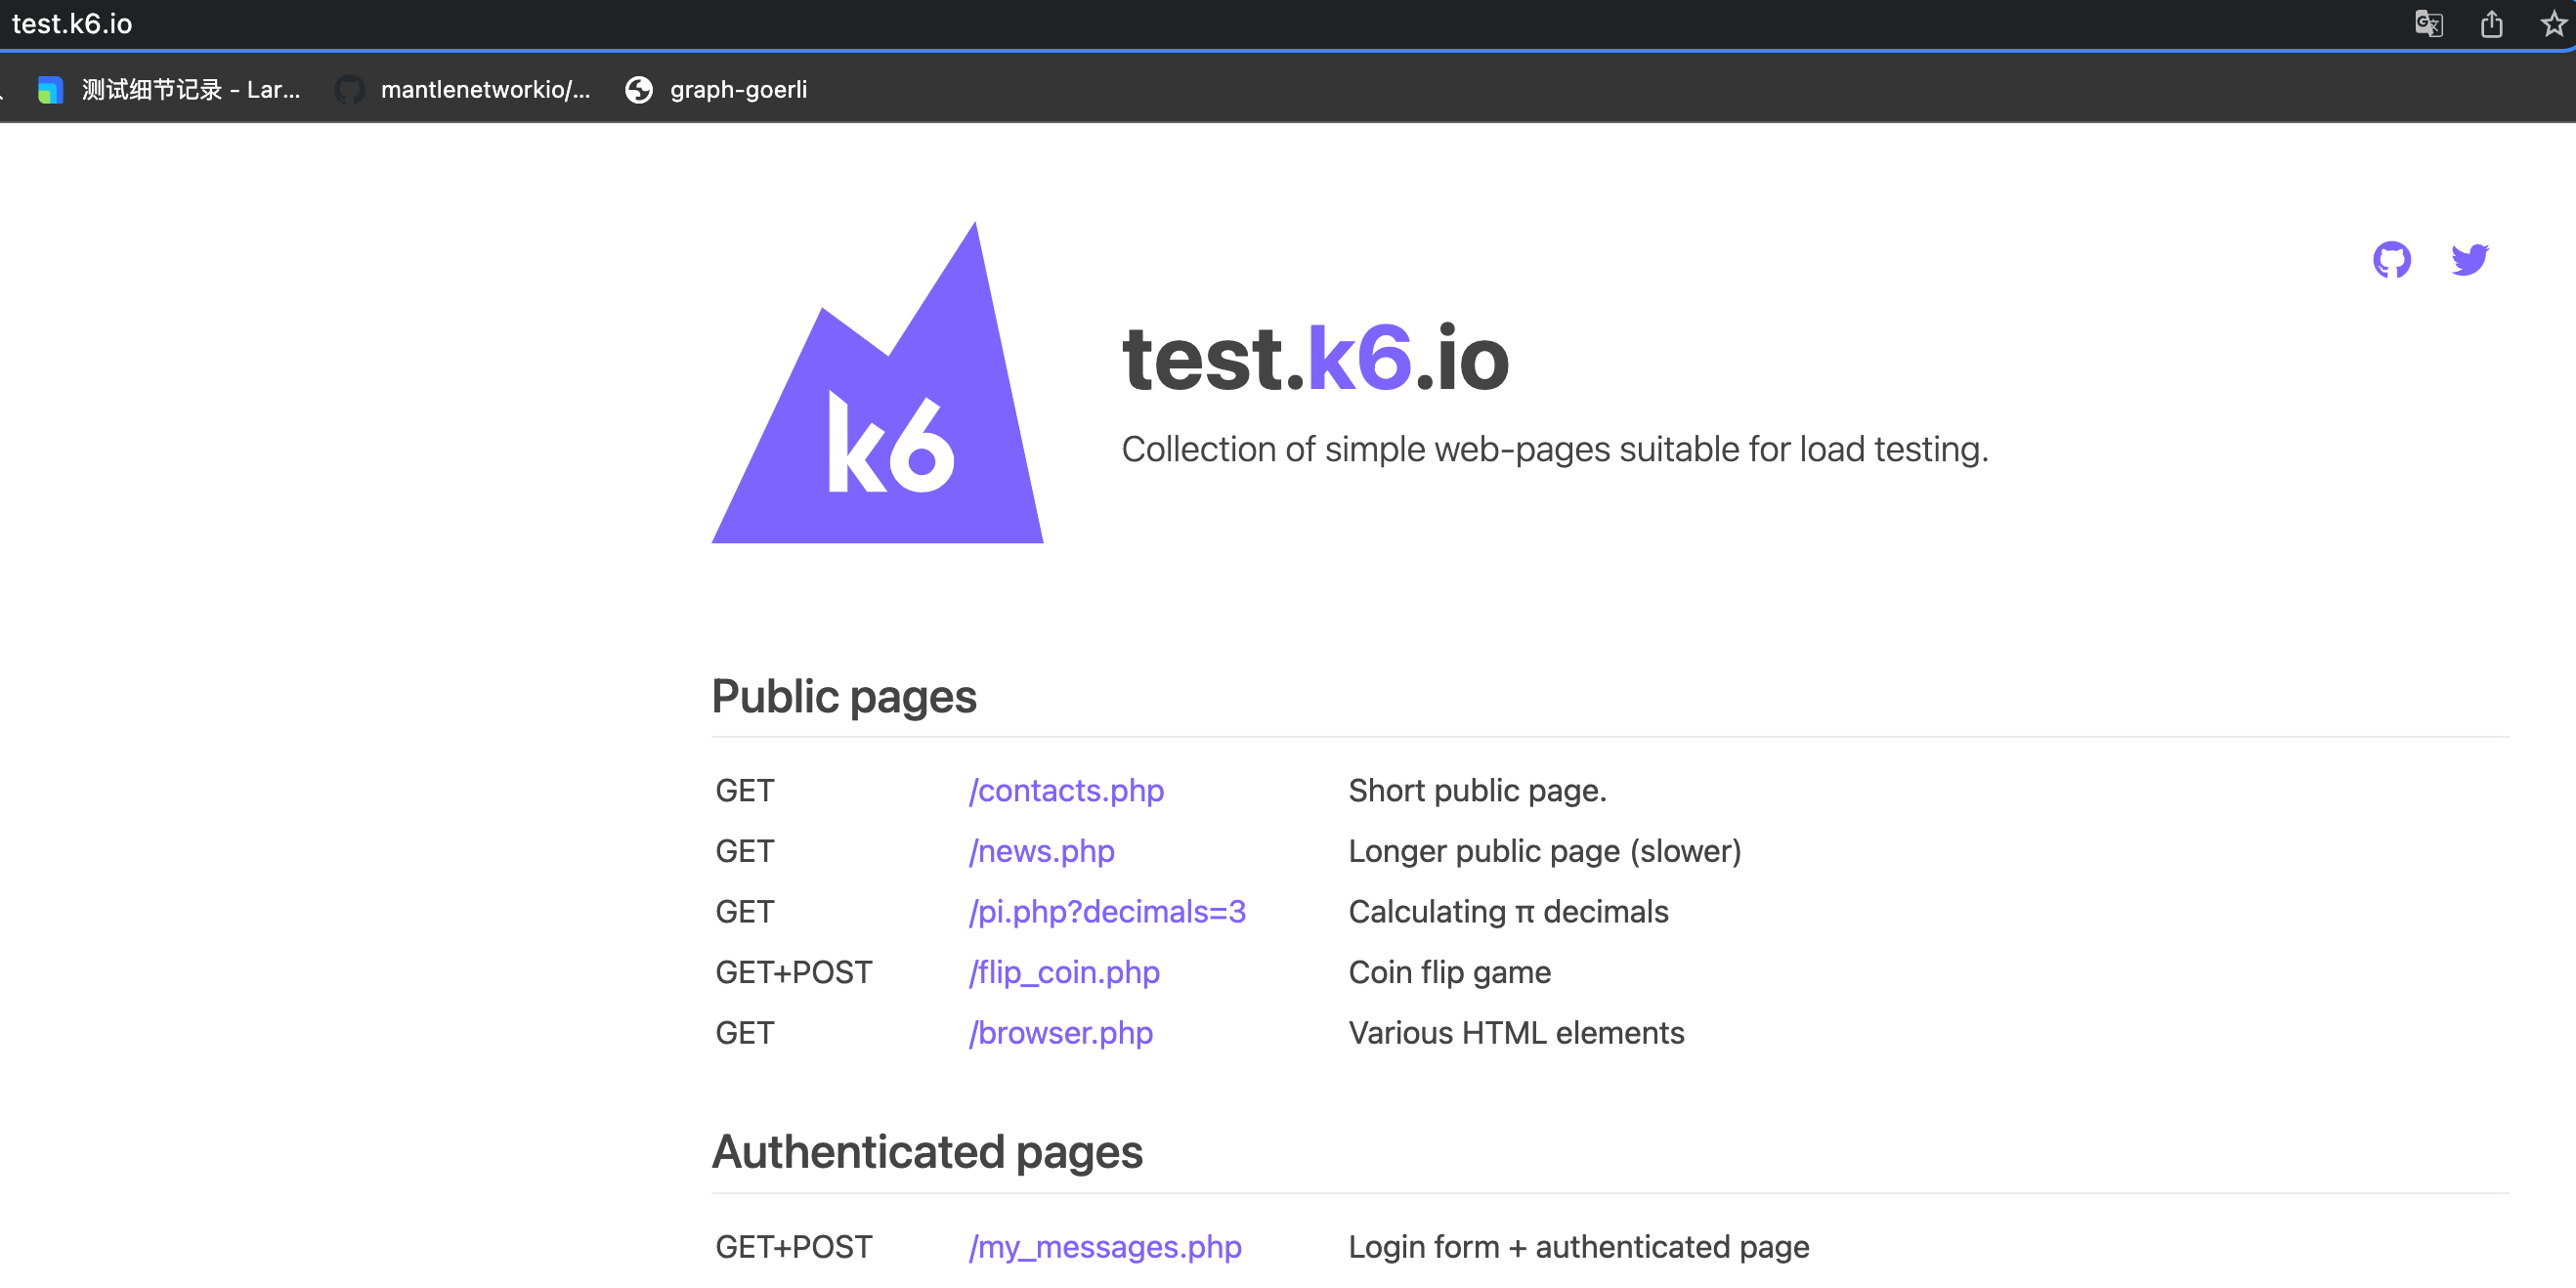 test.k6.io
测试细节记录 - Lar... mantlenetworkio/... graph-goerli
k6
test.k6.io
Collection of simple web-pages suitable for load testing.
Public pages
GET /contacts.php Short public page.
GET /news.php Longer public page (slower)
GET /pi.php?decimals=3 Calculating π decimals
GET+POST /flip_coin.php Coin flip game
GET /browser.php Various HTML elements
Authenticated pages
GET+POST /my_messages.php Login form + authenticated page